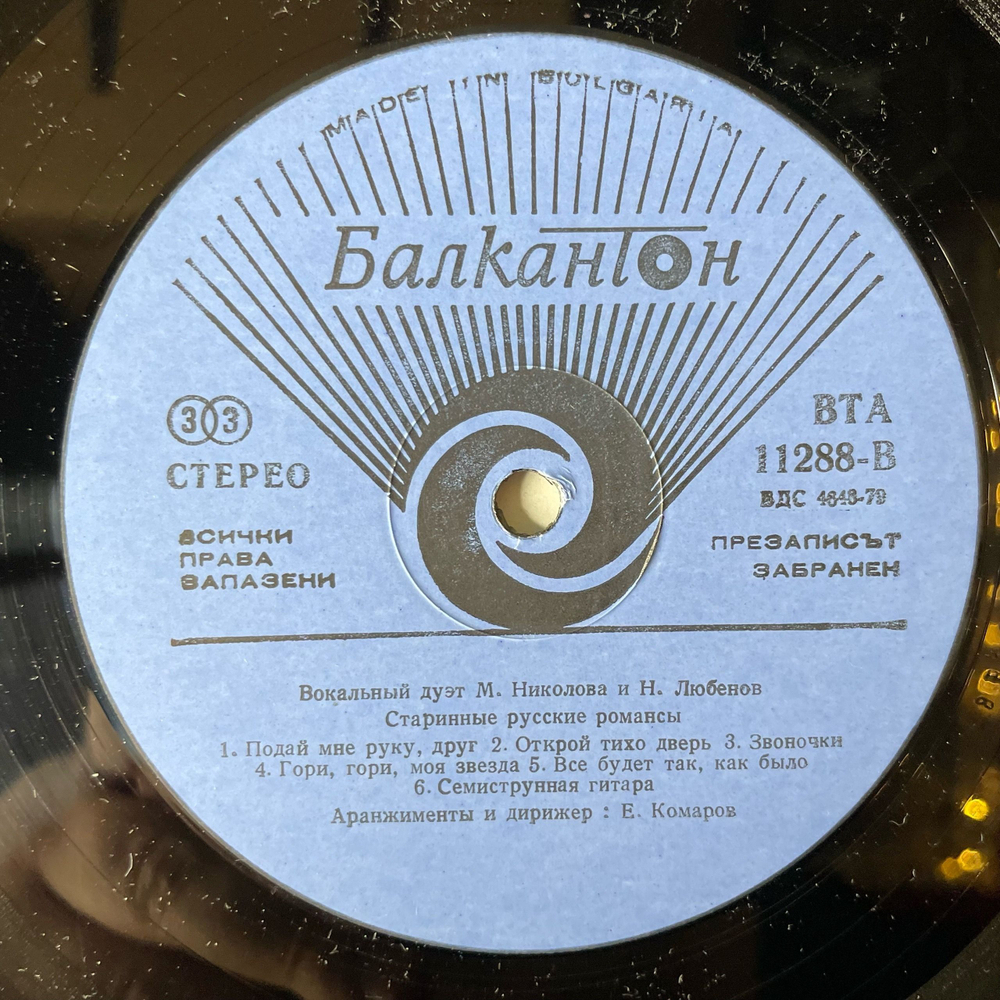 MADE IN BULGARIA
Балкантон
33
СТЕРЕО
ВСИЧКИ
ПРАВА
ЗАПАЗЕНИ
ВТА
11288-В
ВДС 4648-79
ПРЕЗАПИСЪТ
ЗАБРАНЕН
Вокальный дуэт М. Николова и Н. Любенов
Старинные русские романсы
1. Подай мне руку, друг 2. Открой тихо дверь 3. Звоночки
4. Гори, гори, моя звезда 5. Все будет так, как было
6. Семиструнная гитара
Аранжименты и дирижер : Е. Комаров